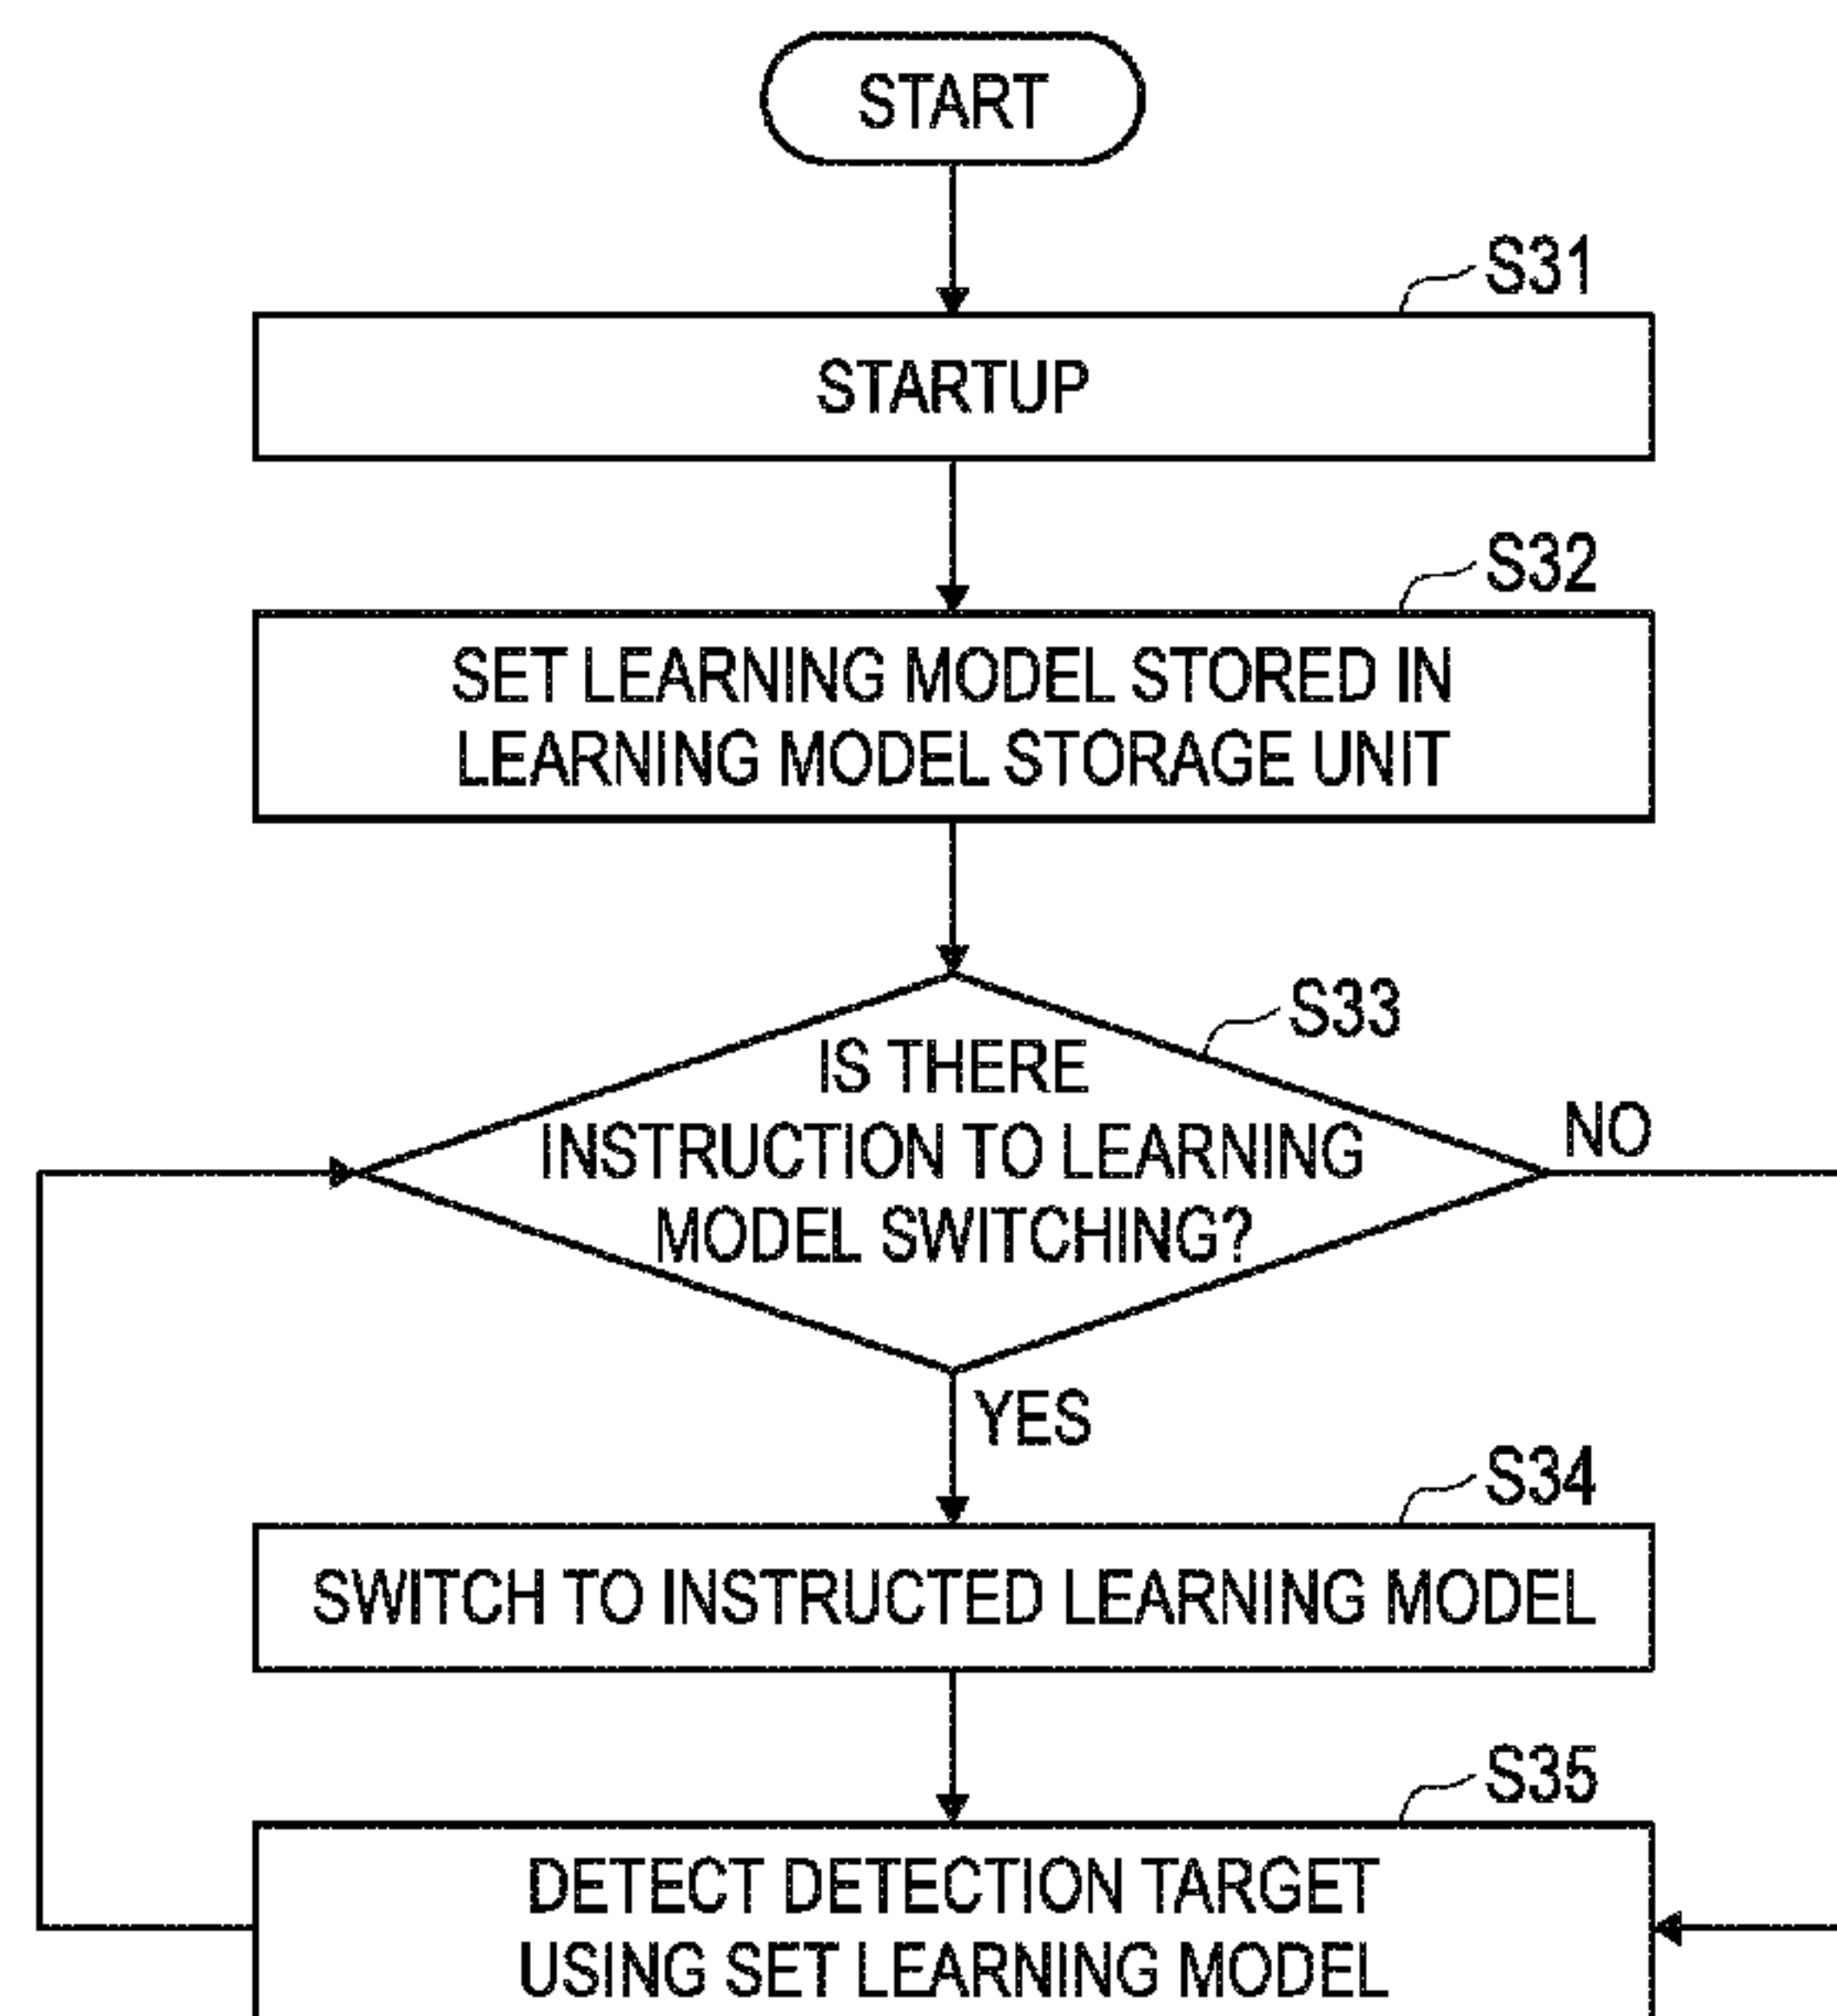 START
S31
STARTUP
S32
SET LEARNING MODEL STORED IN
LEARNING MODEL STORAGE UNIT
S33
IS THERE
INSTRUCTION TO LEARNING
MODEL SWITCHING?
NO
YES
S34
SWITCH TO INSTRUCTED LEARNING MODEL
S35
DETECT DETECTION TARGET
USING SET LEARNING MODEL